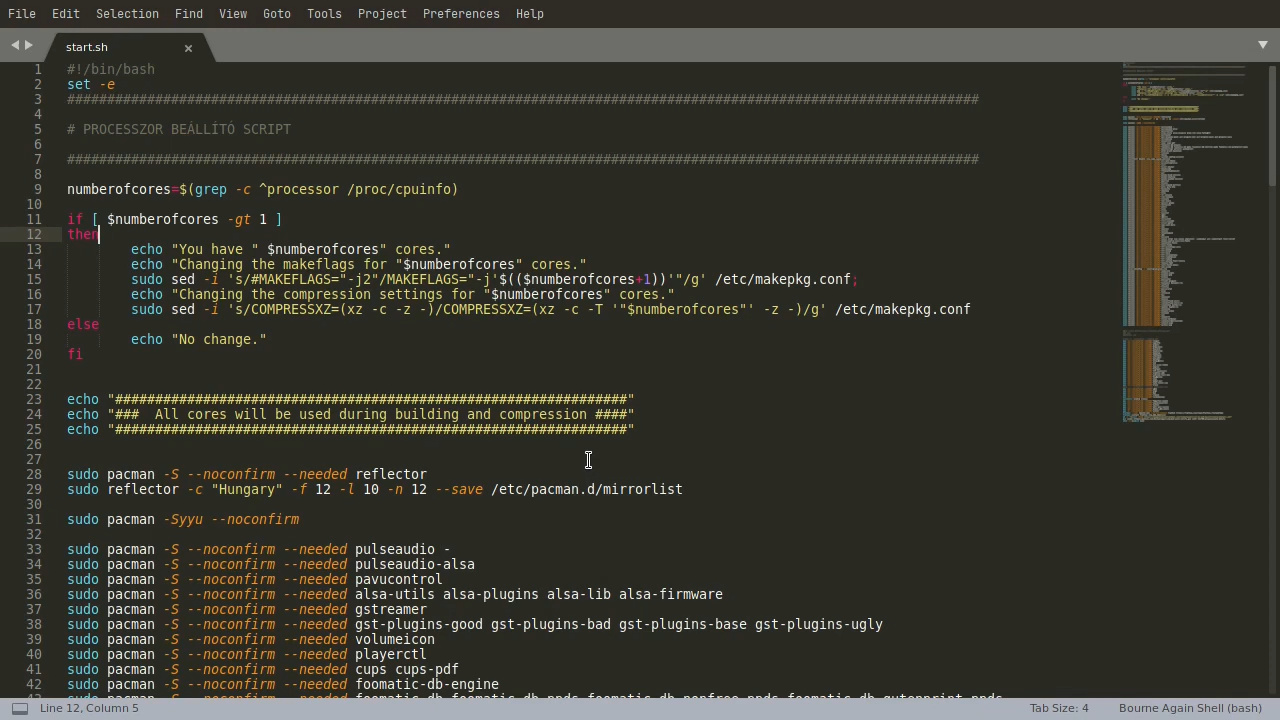 File Edit Selection Find View Goto Tools Project Preferences Help
start.sh
1 #!/bin/bash
2 set -e
3 ##################################################################################################################
4
5 # PROCESSZOR BEÁLLÍTÓ SCRIPT
6
7 ##################################################################################################################
8
9 numberofcores=$(grep -c ^processor /proc/cpuinfo)
10
11 if [ $numberofcores -gt 1 ]
12 then
13 echo "You have " $numberofcores" cores."
14 echo "Changing the makeflags for "$numberofcores" cores."
15 sudo sed -i 's/#MAKEFLAGS="-j2"/MAKEFLAGS="-j'$(($numberofcores+1))'"/g' /etc/makepkg.conf;
16 echo "Changing the compression settings for "$numberofcores" cores."
17 sudo sed -i 's/COMPRESSXZ=(xz -c -z -)/COMPRESSXZ=(xz -c -T '"$numberofcores"' -z -)/g' /etc/makepkg.conf
18 else
19 echo "No change."
20 fi
21
22
23 echo "################################################################"
24 echo "###  All cores will be used during building and compression ####"
25 echo "################################################################"
26
27
28 sudo pacman -S --noconfirm --needed reflector
29 sudo reflector -c "Hungary" -f 12 -l 10 -n 12 --save /etc/pacman.d/mirrorlist
30
31 sudo pacman -Syyu --noconfirm
32
33 sudo pacman -S --noconfirm --needed pulseaudio -
34 sudo pacman -S --noconfirm --needed pulseaudio-alsa
35 sudo pacman -S --noconfirm --needed pavucontrol
36 sudo pacman -S --noconfirm --needed alsa-utils alsa-plugins alsa-lib alsa-firmware
37 sudo pacman -S --noconfirm --needed gstreamer
38 sudo pacman -S --noconfirm --needed gst-plugins-good gst-plugins-bad gst-plugins-base gst-plugins-ugly
39 sudo pacman -S --noconfirm --needed volumeicon
40 sudo pacman -S --noconfirm --needed playerctl
41 sudo pacman -S --noconfirm --needed cups cups-pdf
42 sudo pacman -S --noconfirm --needed foomatic-db-engine
Line 12, Column 5 Tab Size: 4 Bourne Again Shell (bash)